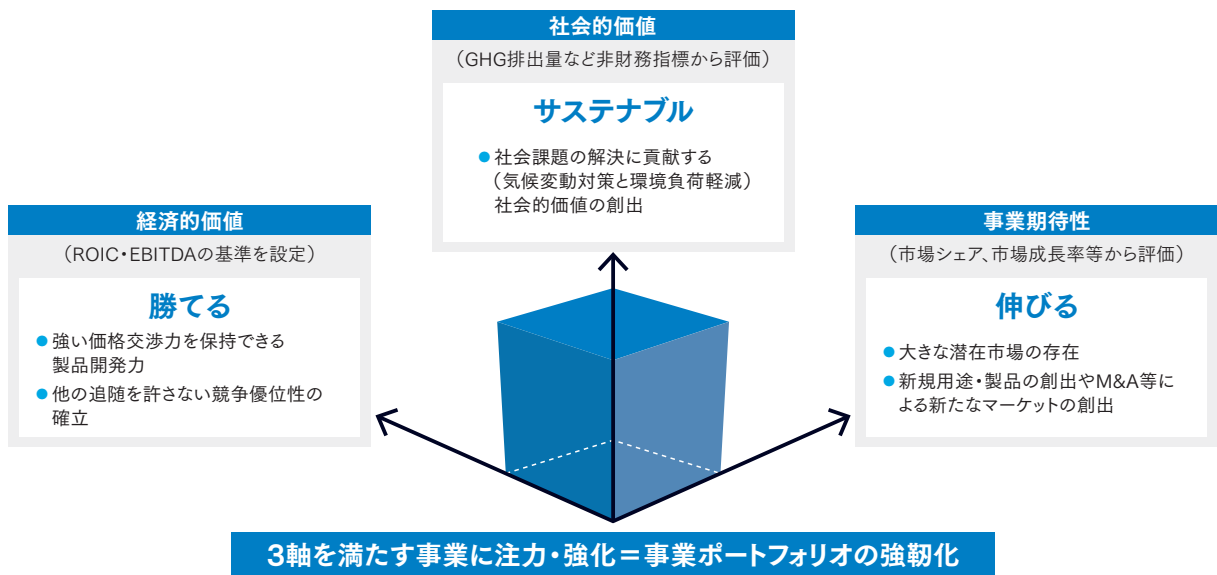 社会的価値
（GHG排出量など非財務指標から評価）
サステナブル
●社会課題の解決に貢献する
（気候変動対策と環境負荷軽減）
社会的価値の創出
経済的価値
（ROIC・EBITDAの基準を設定）
勝てる
●強い価格交渉力を保持できる
製品開発力
●他の追随を許さない競争優位性の
確立
事業期待性
（市場シェア、市場成長率等から評価）
伸びる
●大きな潜在市場の存在
●新規用途・製品の創出やM&A等に
よる新たなマーケットの創出
3軸を満たす事業に注力・強化＝事業ポートフォリオの強靭化